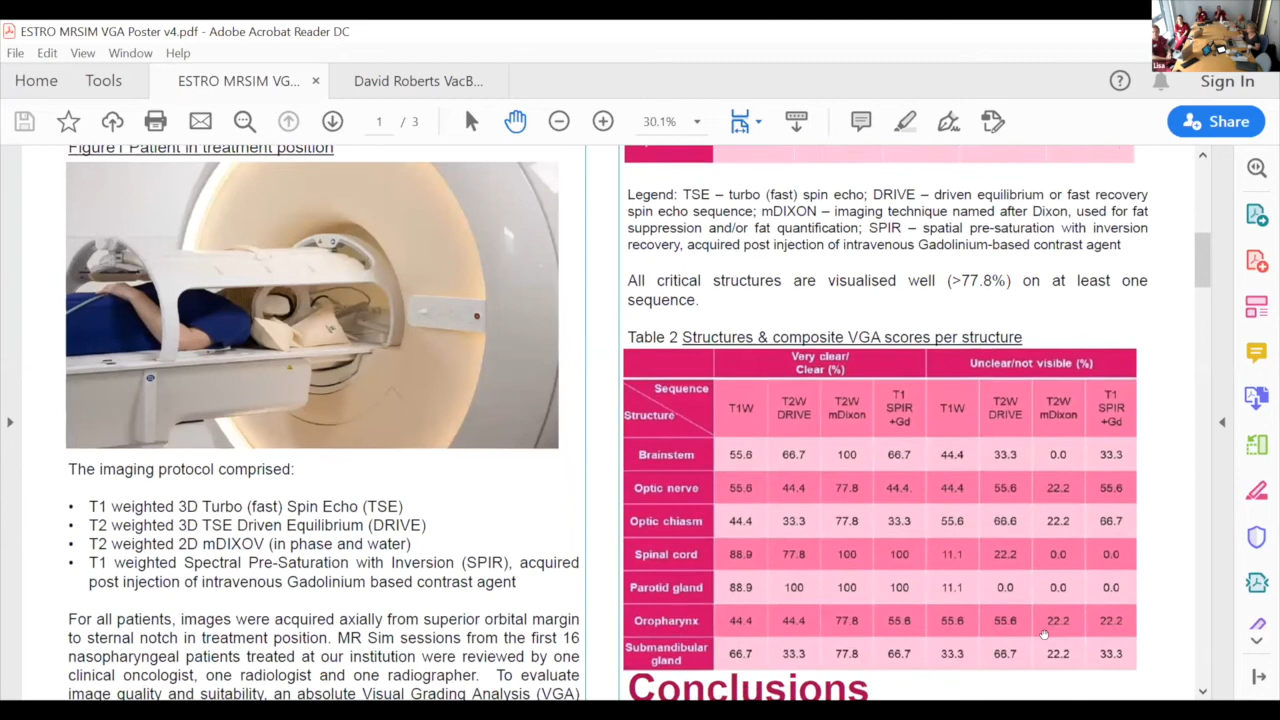 ESTRO MRSIM VGA Poster v4.pdf - Adobe Acrobat Reader DC
File Edit View Window Help
Home Tools ESTRO MRSIM VG... × David Roberts VacB... Sign In
1 / 3 30.1% Share
Lisa
Figure1 Patient in treatment position
The imaging protocol comprised:
• T1 weighted 3D Turbo (fast) Spin Echo (TSE)
• T2 weighted 3D TSE Driven Equilibrium (DRIVE)
• T2 weighted 2D mDIXOV (in phase and water)
• T1 weighted Spectral Pre-Saturation with Inversion (SPIR), acquired
post injection of intravenous Gadolinium based contrast agent
For all patients, images were acquired axially from superior orbital margin
to sternal notch in treatment position. MR Sim sessions from the first 16
nasopharyngeal patients treated at our institution were reviewed by one
clinical oncologist, one radiologist and one radiographer. To evaluate
image quality and suitability, an absolute Visual Grading Analysis (VGA)
Legend: TSE – turbo (fast) spin echo; DRIVE – driven equilibrium or fast recovery
spin echo sequence; mDIXON – imaging technique named after Dixon, used for fat
suppression and/or fat quantification; SPIR – spatial pre-saturation with inversion
recovery, acquired post injection of intravenous Gadolinium-based contrast agent
All critical structures are visualised well (>77.8%) on at least one
sequence.
Table 2 Structures & composite VGA scores per structure
Very clear/
Clear (%)
Unclear/not visible (%)
Sequence
Structure
T1W T2W DRIVE T2W mDixon T1 SPIR +Gd T1W T2W DRIVE T2W mDixon T1 SPIR +Gd
Brainstem 55.6 66.7 100 66.7 44.4 33.3 0.0 33.3
Optic nerve 55.6 44.4 77.8 44.4. 44.4 55.6 22.2 55.6
Optic chiasm 44.4 33.3 77.8 33.3 55.6 66.6 22.2 66.7
Spinal cord 88.9 77.8 100 100 11.1 22.2 0.0 0.0
Parotid gland 88.9 100 100 100 11.1 0.0 0.0 0.0
Oropharynx 44.4 44.4 77.8 55.6 55.6 55.6 22.2 22.2
Submandibular
gland 66.7 33.3 77.8 66.7 33.3 66.7 22.2 33.3
Conclusions